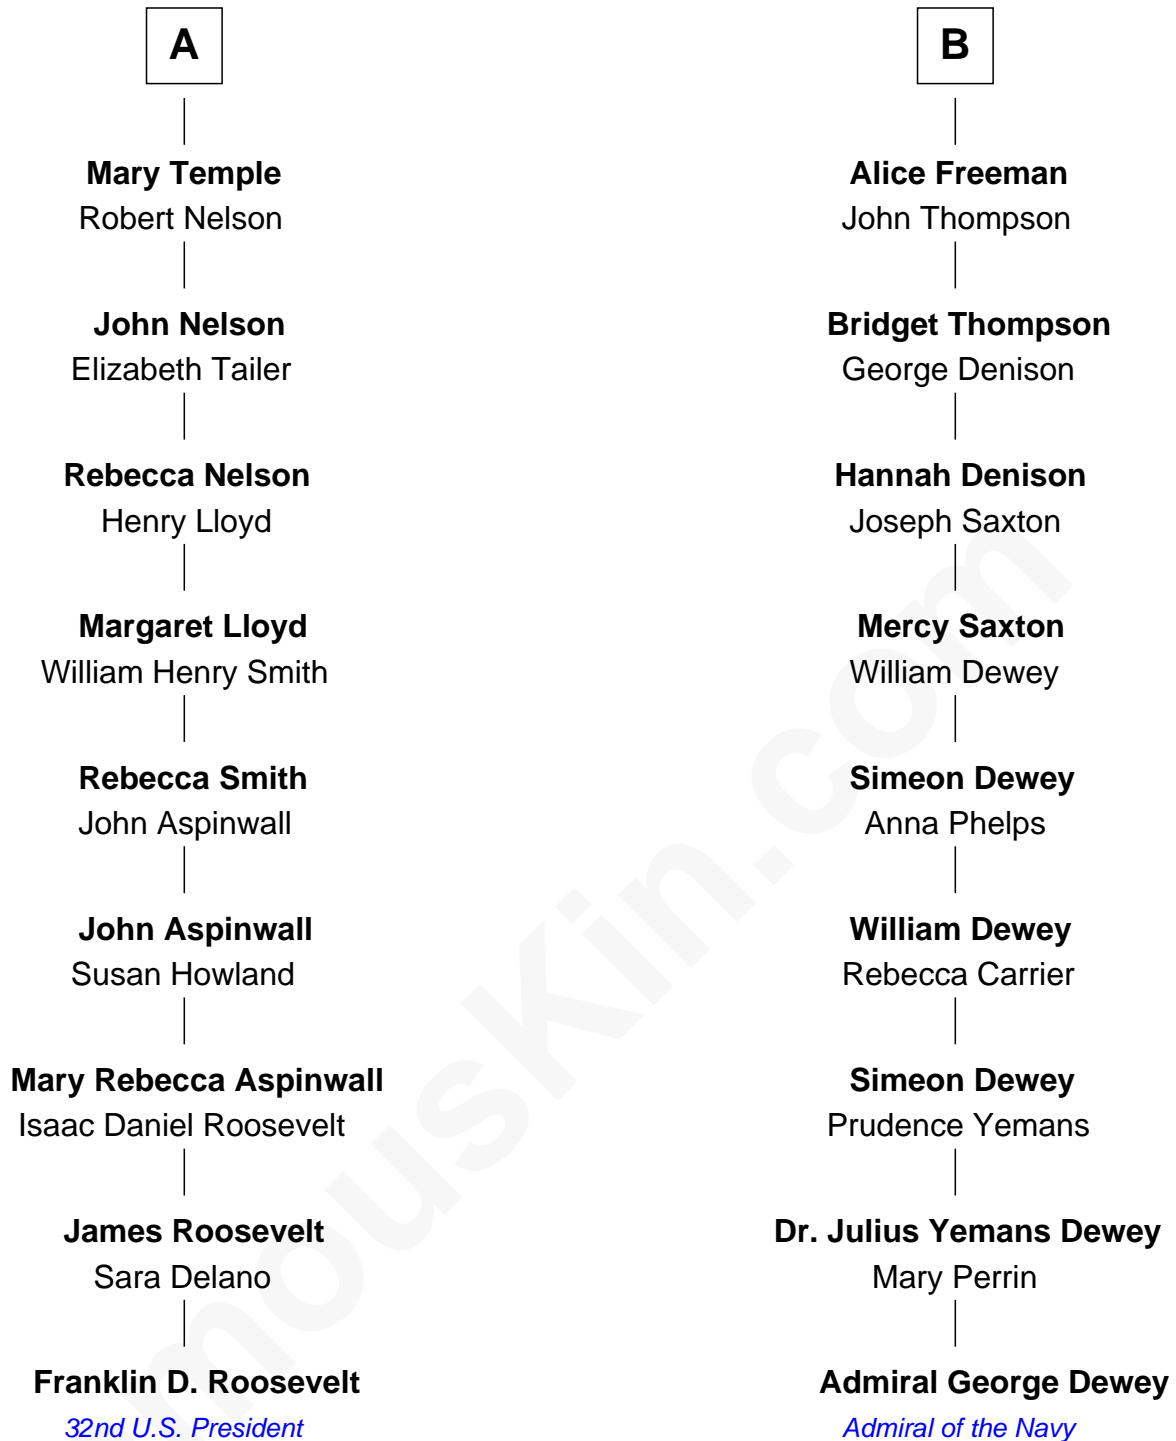 A
Mary Temple
Robert Nelson
John Nelson
Elizabeth Tailer
Rebecca Nelson
Henry Lloyd
Margaret Lloyd
William Henry Smith
Rebecca Smith
John Aspinwall
John Aspinwall
Susan Howland
Mary Rebecca Aspinwall
Isaac Daniel Roosevelt
James Roosevelt
Sara Delano
Franklin D. Roosevelt
32nd U.S. President
B
Alice Freeman
John Thompson
Bridget Thompson
George Denison
Hannah Denison
Joseph Saxton
Mercy Saxton
William Dewey
Simeon Dewey
Anna Phelps
William Dewey
Rebecca Carrier
Simeon Dewey
Prudence Yemans
Dr. Julius Yemans Dewey
Mary Perrin
Admiral George Dewey
Admiral of the Navy
mousKin.com